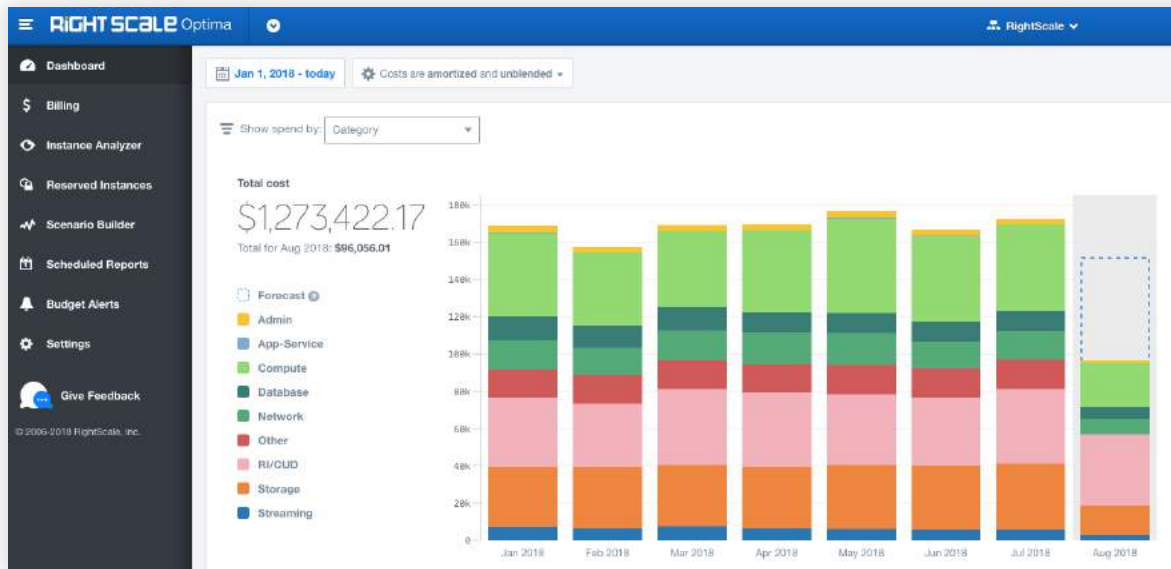 RIGHTSCALE Optima
RightScale
Dashboard
Billing
Instance Analyzer
Reserved Instances
Scenario Builder
Scheduled Reports
Budget Alerts
Settings
Give Feedback
© 2006-2018 RightScale, Inc.
Jan 1, 2018 - today
Costs are amortized and unblended
Show spend by: Category
Total cost
$1,273,422.17
Total for Aug 2018: $96,056.01
Forecast
Admin
App-Service
Compute
Database
Network
Other
RI/CUD
Storage
Streaming
180k
160k
140k
120k
100k
80k
60k
40k
20k
0
Jan 2018 Feb 2018 Mar 2018 Apr 2018 May 2018 Jun 2018 Jul 2018 Aug 2018